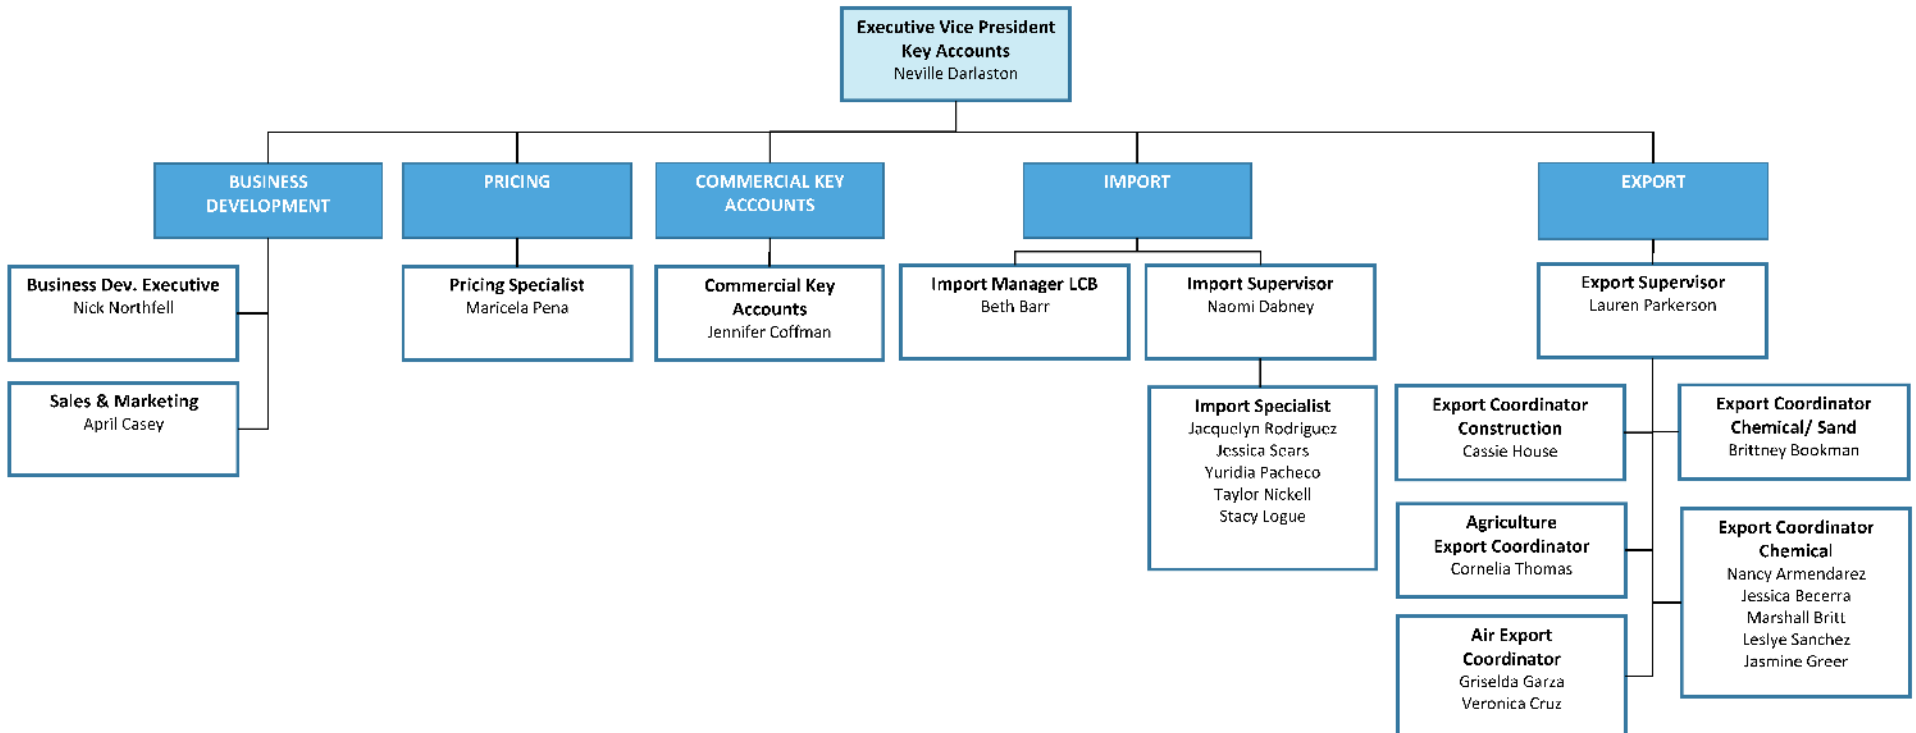 Executive Vice President
Key Accounts
Neville Darlaston
BUSINESS
DEVELOPMENT
PRICING
COMMERCIAL KEY
ACCOUNTS
IMPORT
EXPORT
Business Dev. Executive
Nick Northfell
Pricing Specialist
Maricela Pena
Commercial Key
Accounts
Jennifer Coffman
Import Manager LCB
Beth Barr
Import Supervisor
Naomi Dabney
Export Supervisor
Lauren Parkerson
Sales & Marketing
April Casey
Import Specialist
Jacquelyn Rodriguez
Jessica Sears
Yuridia Pacheco
Taylor Nickell
Stacy Logue
Export Coordinator
Construction
Cassie House
Export Coordinator
Chemical/ Sand
Brittney Bookman
Agriculture
Export Coordinator
Cornelia Thomas
Export Coordinator
Chemical
Nancy Armendarez
Jessica Becerra
Marshall Britt
Leslye Sanchez
Jasmine Greer
Air Export
Coordinator
Griselda Garza
Veronica Cruz